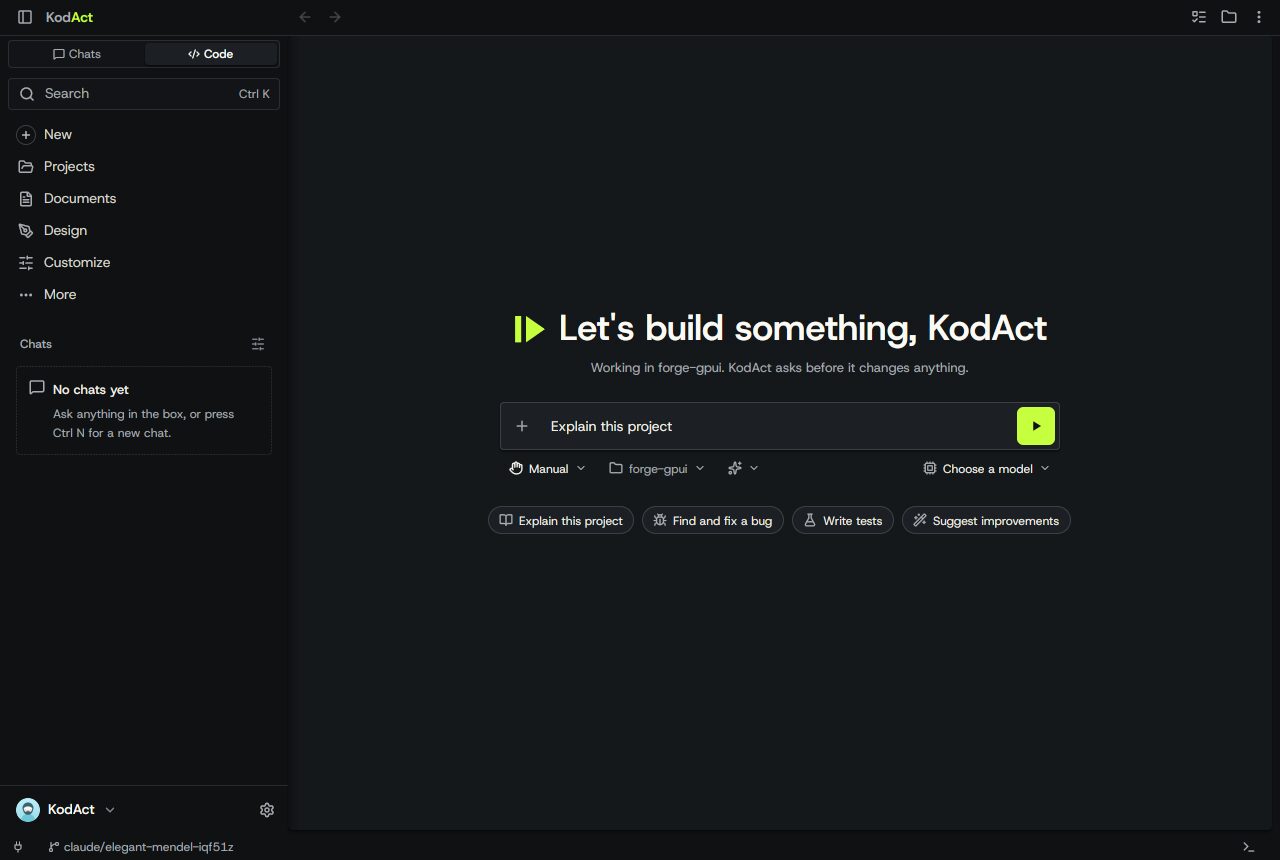 KodAct
Chats
Code
Search
Ctrl K
New
Projects
Documents
Design
Customize
More
Chats
No chats yet
Ask anything in the box, or press
Ctrl N for a new chat.
Let's build something, KodAct
Working in forge-gpui. KodAct asks before it changes anything.
Explain this project
Manual
forge-gpui
Choose a model
Explain this project
Find and fix a bug
Write tests
Suggest improvements
KodAct
claude/elegant-mendel-iqf51z